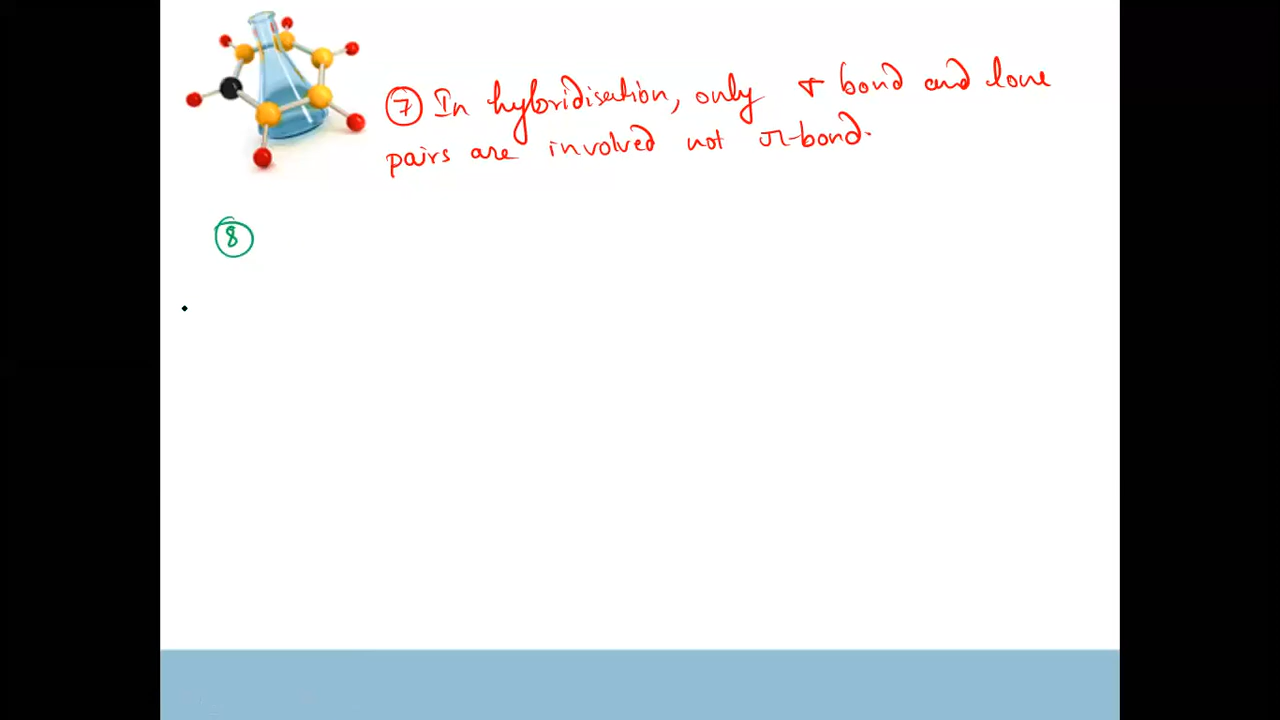 ⑦ In hybridisation, only σ bond and lone
pairs are involved not π-bond.
⑧